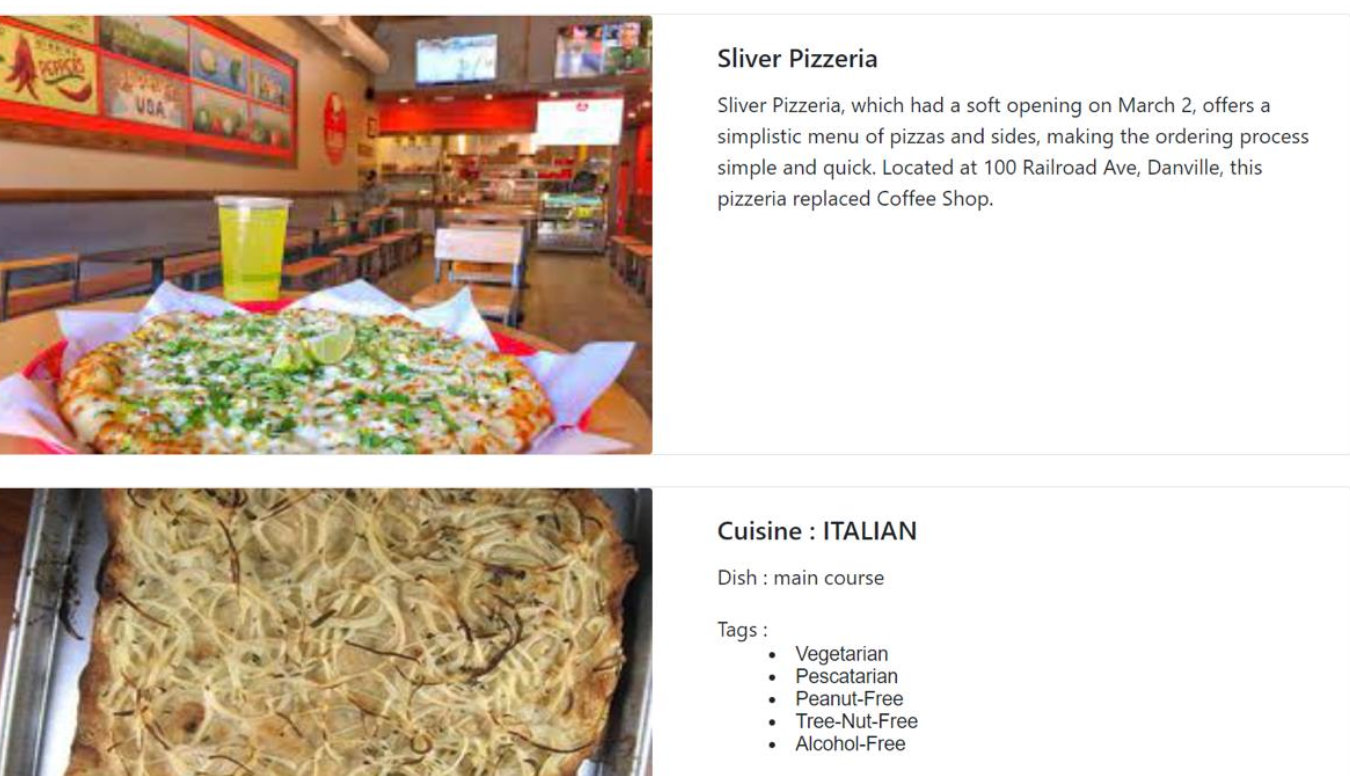 PEPPERS
USA
Sliver Pizzeria
Sliver Pizzeria, which had a soft opening on March 2, offers a
simplistic menu of pizzas and sides, making the ordering process
simple and quick. Located at 100 Railroad Ave, Danville, this
pizzeria replaced Coffee Shop.
Cuisine : ITALIAN
Dish : main course
Tags :
• Vegetarian
• Pescatarian
• Peanut-Free
• Tree-Nut-Free
• Alcohol-Free